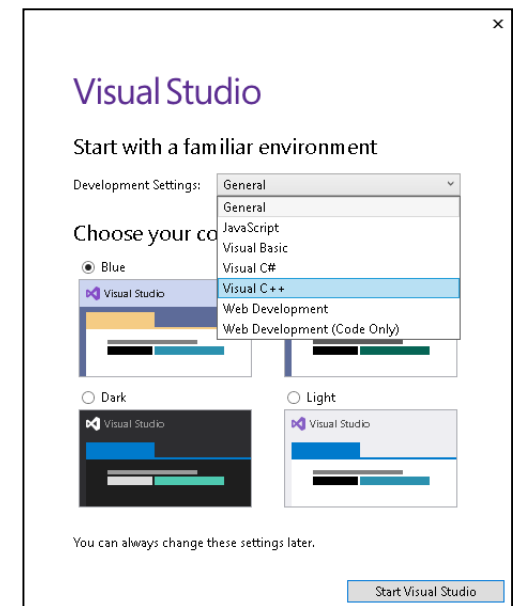 Visual Studio
Start with a familiar environment
Development Settings: General
General
JavaScript
Choose your co
Visual Basic
Visual C#
Blue
Visual C++
Visual Studio
Web Development
Web Development (Code Only)
Dark
Light
Visual Studio
Visual Studio
You can always change these settings later.
Start Visual Studio